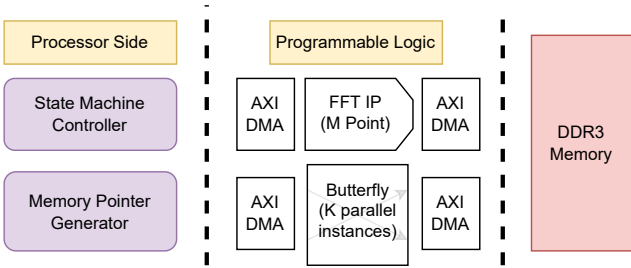 Processor Side
Programmable Logic
State Machine
Controller
AXI
DMA
FFT IP
(M Point)
AXI
DMA
DDR3
Memory
Memory Pointer
Generator
AXI
DMA
Butterfly
(K parallel
instances)
AXI
DMA